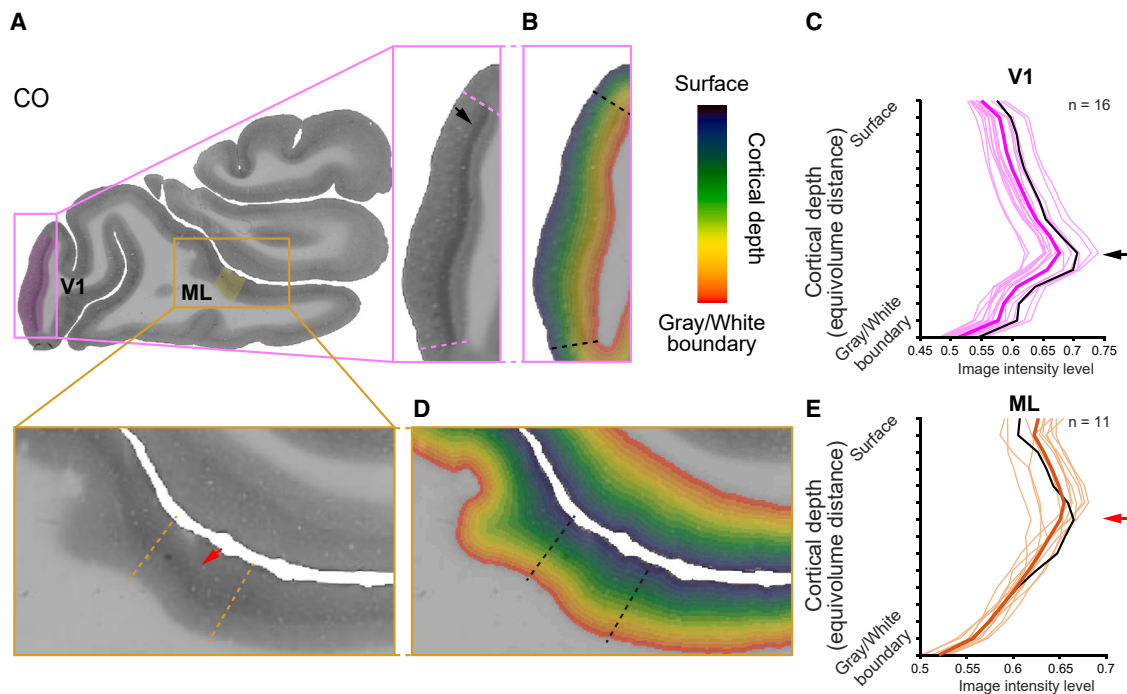 A
CO
V1
ML
B
Surface
Cortical depth
Gray/White
boundary
C
V1
n = 16
Surface
Cortical depth
(equivolume distance)
Gray/White
boundary
0.45 0.5 0.55 0.6 0.65 0.7 0.75
Image intensity level
D
E
ML
n = 11
Surface
Cortical depth
(equivolume distance)
Gray/White
boundary
0.5 0.55 0.6 0.65 0.7
Image intensity level